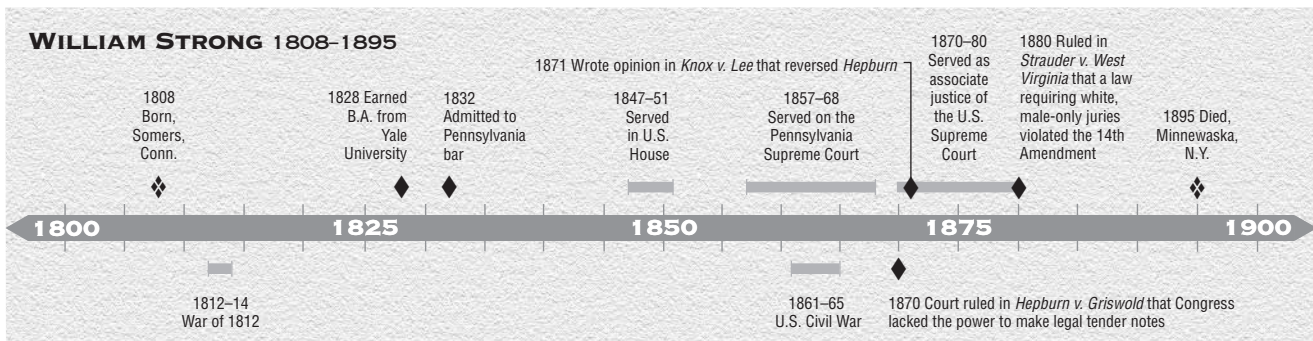 WILLIAM STRONG 1808–1895
1871 Wrote opinion in Knox v. Lee that reversed Hepburn
1808
Born,
Somers,
Conn.
1828 Earned
B.A. from
Yale
University
1832
Admitted to
Pennsylvania
bar
1847–51
Served
in U.S.
House
1857–68
Served on the
Pennsylvania
Supreme Court
1870–80
Served as
associate
justice of
the U.S.
Supreme
Court
1880 Ruled in
Strauder v. West
Virginia that a law
requiring white,
male-only juries
violated the 14th
Amendment
1895 Died,
Minnewaska,
N.Y.
1800
1825
1850
1875
1900
1812–14
War of 1812
1861–65
U.S. Civil War
1870 Court ruled in Hepburn v. Griswold that Congress
lacked the power to make legal tender notes